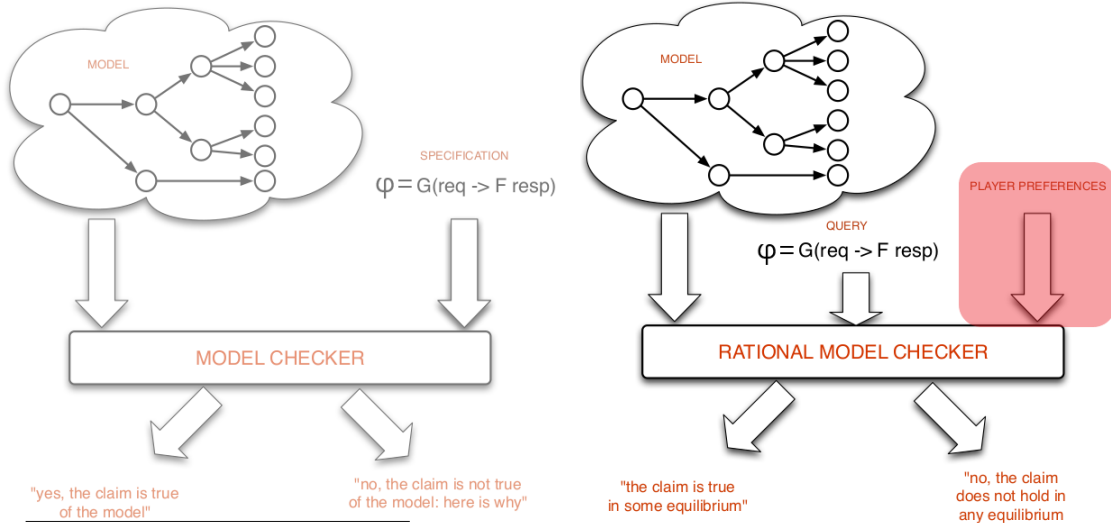 MODEL
SPECIFICATION
φ = G(req -> F resp)
MODEL CHECKER
"yes, the claim is true
of the model"
"no, the claim is not true
of the model: here is why"
MODEL
PLAYER PREFERENCES
QUERY
φ = G(req -> F resp)
RATIONAL MODEL CHECKER
"the claim is true
in some equilibrium"
"no, the claim
does not hold in
any equilibrium